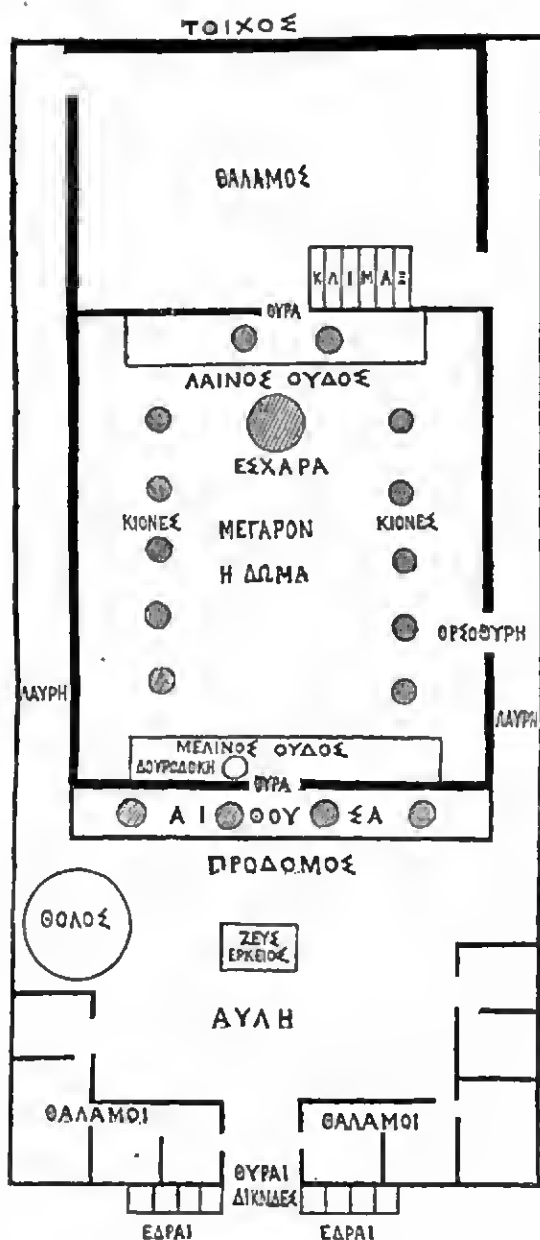 ΤΟΙΧΟΣ
ΘΑΛΑΜΟΣ
ΚΛΙΜΑΞ
ΘΥΡΑ
ΛΑΙΝΟΣ ΟΥΔΟΣ
ΕΣΧΑΡΑ
ΚΙΟΝΕΣ
ΜΕΓΑΡΟΝ
ΚΙΟΝΕΣ
Η ΔΩΜΑ
ΟΡΣΟΘΥΡΗ
ΛΑΥΡΗ
ΛΑΥΡΗ
ΜΕΛΙΝΟΣ ΟΥΔΟΣ
ΔΟΥΡΟΔΟΚΗ
ΘΥΡΑ
ΑΙΘΟΥΣΑ
ΠΡΟΔΟΜΟΣ
ΘΟΛΟΣ
ΖΕΥΣ
ΕΡΚΕΙΟΣ
ΑΥΛΗ
ΘΑΛΑΜΟΙ
ΘΑΛΑΜΟΙ
ΘΥΡΑΙ
ΔΙΚΛΙΔΕΣ
ΕΔΡΑΙ
ΕΔΡΑΙ